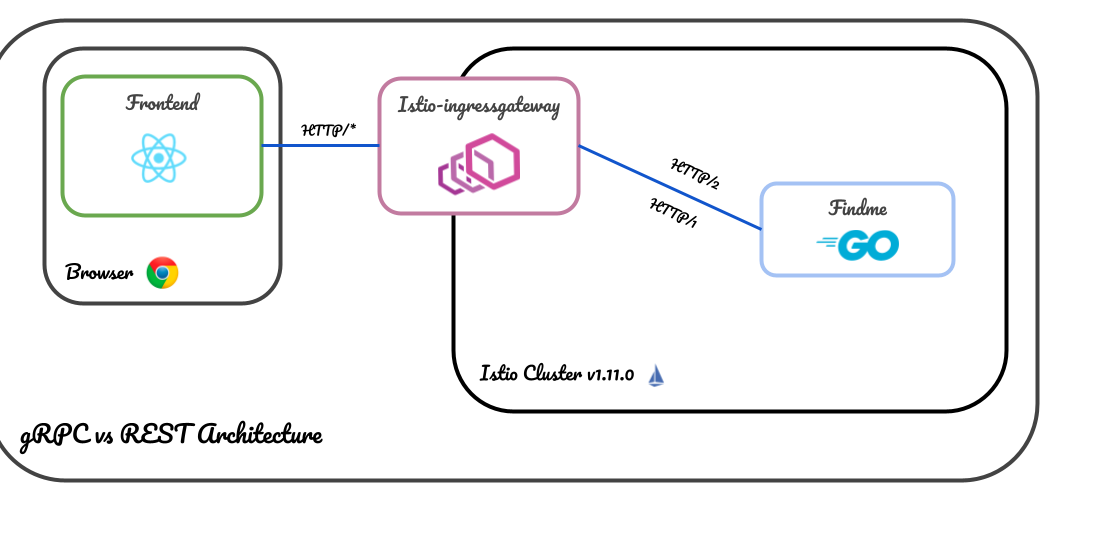 Frontend
HTTP/*
Istio-ingressgateway
HTTP/2
HTTP/1
Findme
GO
Browser
Istio Cluster v1.11.0
gRPC vs REST Architecture